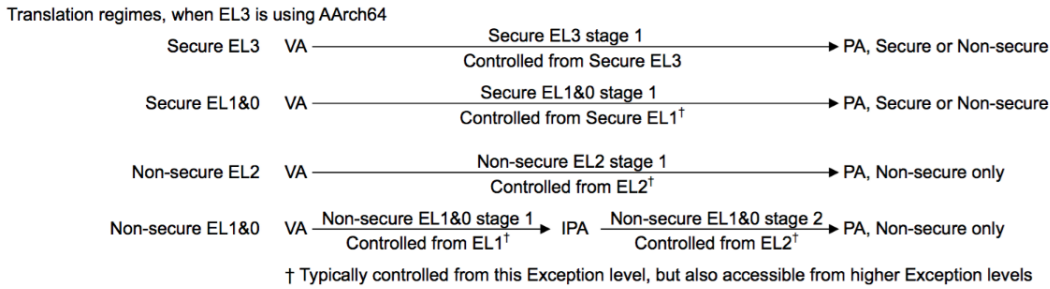 Translation regimes, when EL3 is using AArch64
Secure EL3 VA Secure EL3 stage 1 PA, Secure or Non-secure
Controlled from Secure EL3
Secure EL1&0 VA Secure EL1&0 stage 1 PA, Secure or Non-secure
Controlled from Secure EL1†
Non-secure EL2 VA Non-secure EL2 stage 1 PA, Non-secure only
Controlled from EL2†
Non-secure EL1&0 VA Non-secure EL1&0 stage 1 IPA Non-secure EL1&0 stage 2 PA, Non-secure only
Controlled from EL1† Controlled from EL2†
† Typically controlled from this Exception level, but also accessible from higher Exception levels